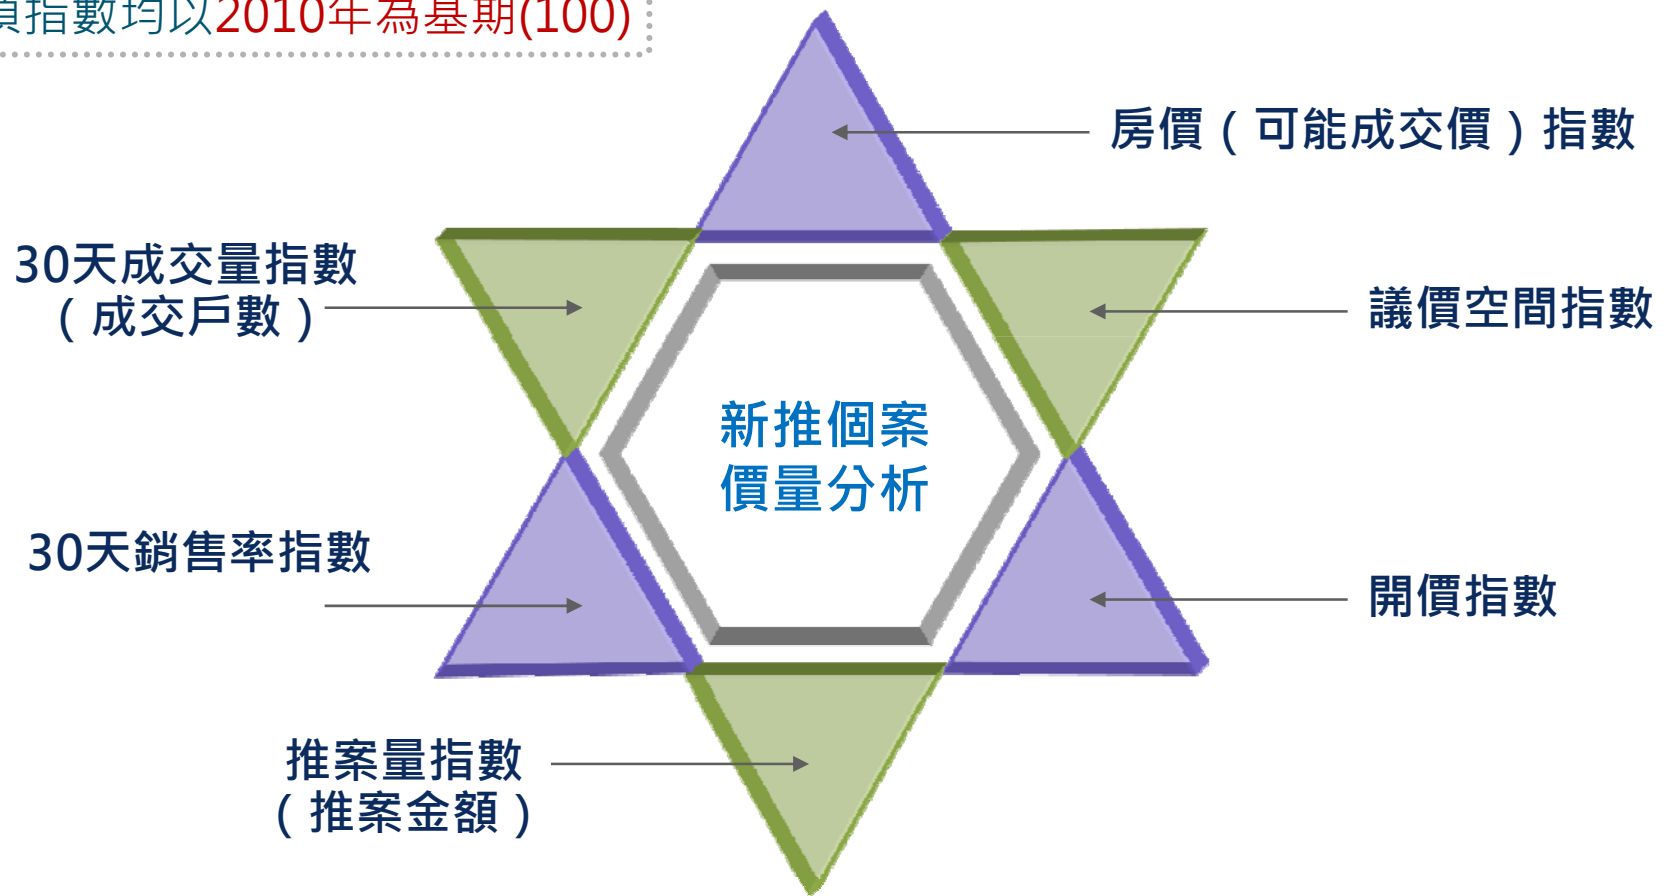 項指數均以2010年為基期(100)
房價（可能成交價）指數
30天成交量指數
（成交戶數）
議價空間指數
新推個案
價量分析
30天銷售率指數
開價指數
推案量指數
（推案金額）